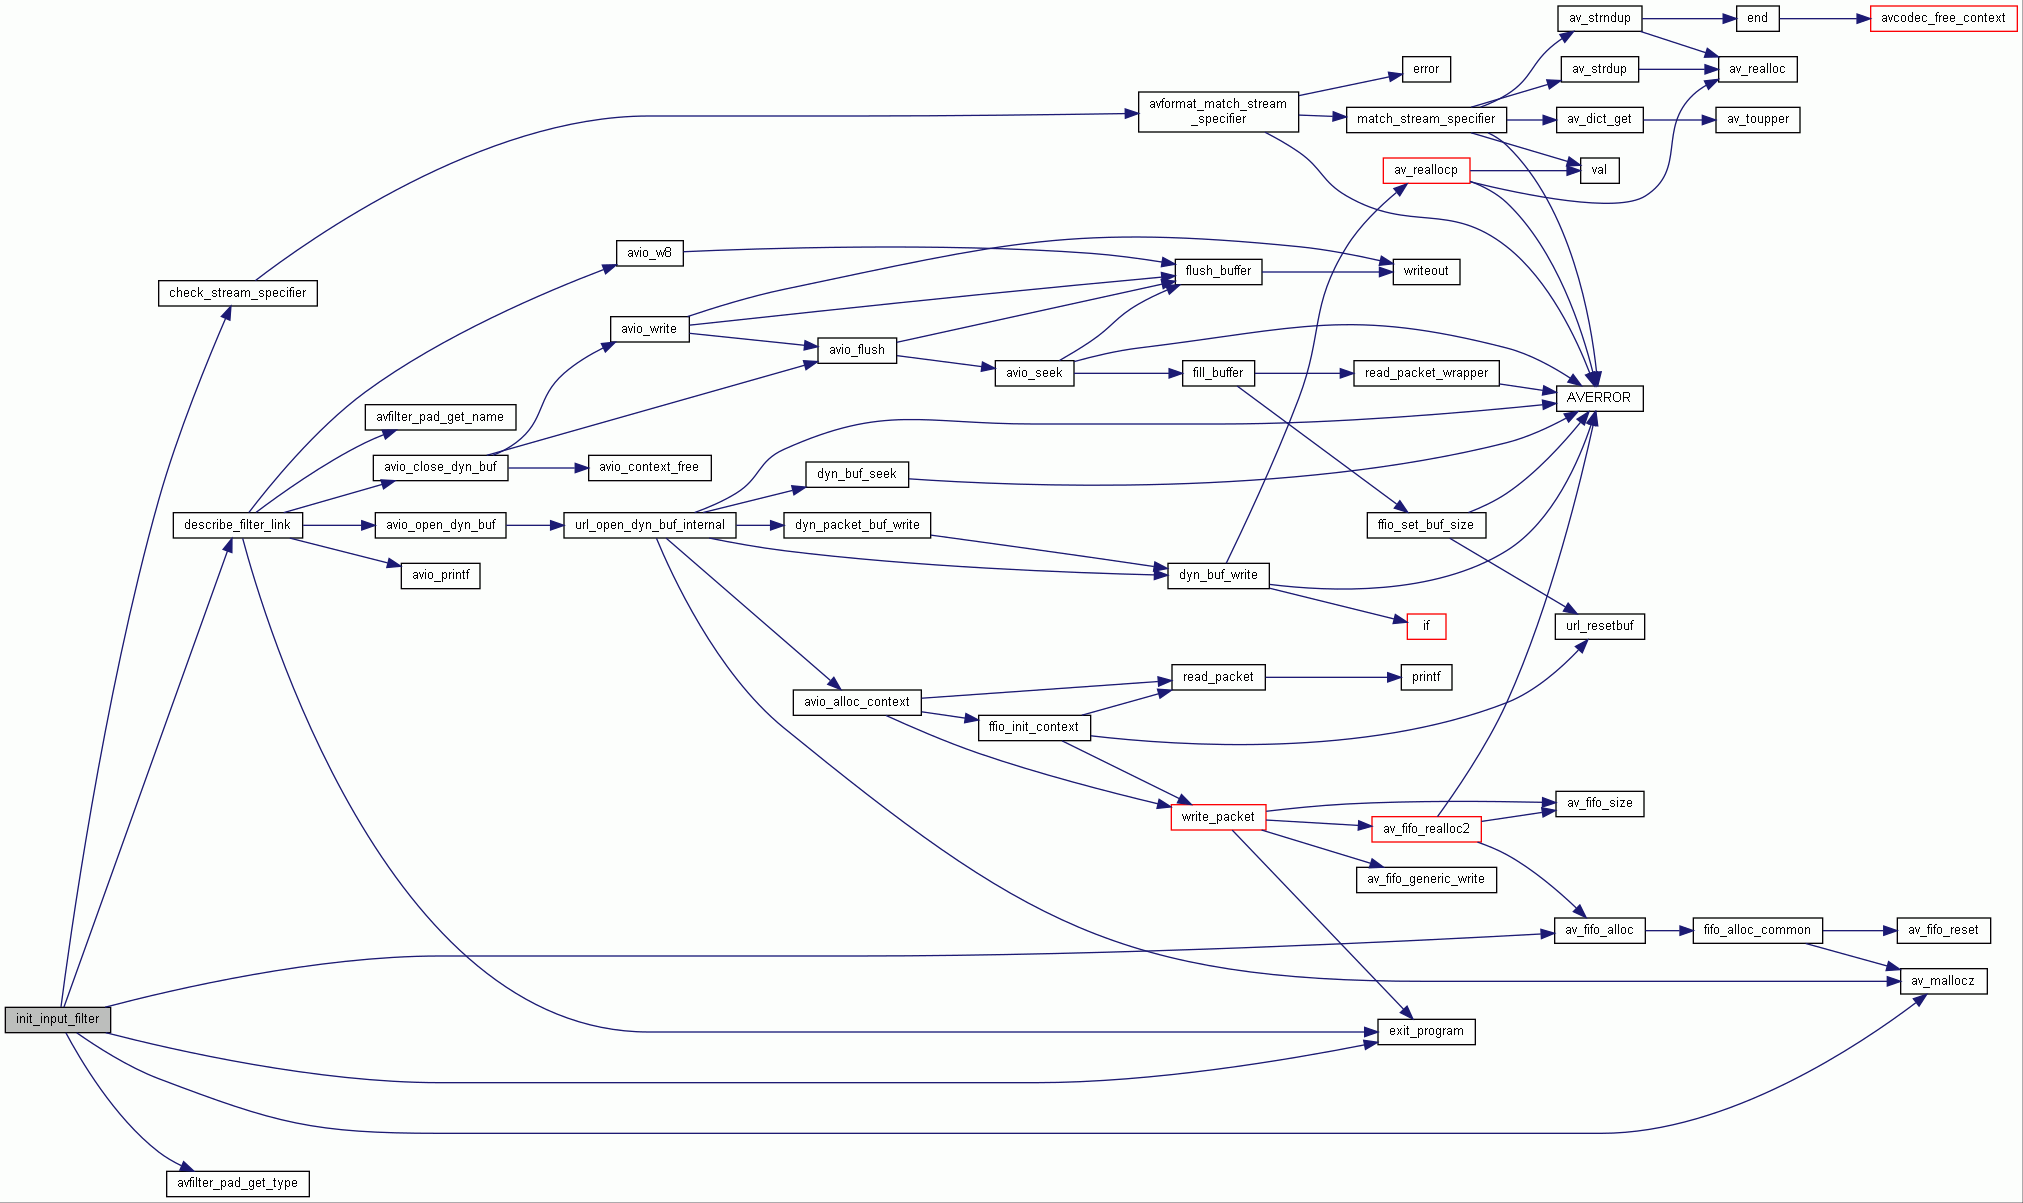 av_strndup
end
avcodec_free_context
error
av_strdup
av_realloc
avformat_match_stream
_specifier
match_stream_specifier
av_dict_get
av_toupper
av_reallocp
val
avio_w8
flush_buffer
writeout
check_stream_specifier
avio_write
avio_flush
avio_seek
fill_buffer
read_packet_wrapper
AVERROR
avfilter_pad_get_name
avio_close_dyn_buf
avio_context_free
dyn_buf_seek
describe_filter_link
avio_open_dyn_buf
url_open_dyn_buf_internal
dyn_packet_buf_write
ffio_set_buf_size
avio_printf
dyn_buf_write
if
url_resetbuf
read_packet
printf
avio_alloc_context
ffio_init_context
write_packet
av_fifo_size
av_fifo_realloc2
av_fifo_generic_write
av_fifo_alloc
fifo_alloc_common
av_fifo_reset
av_mallocz
init_input_filter
exit_program
avfilter_pad_get_type